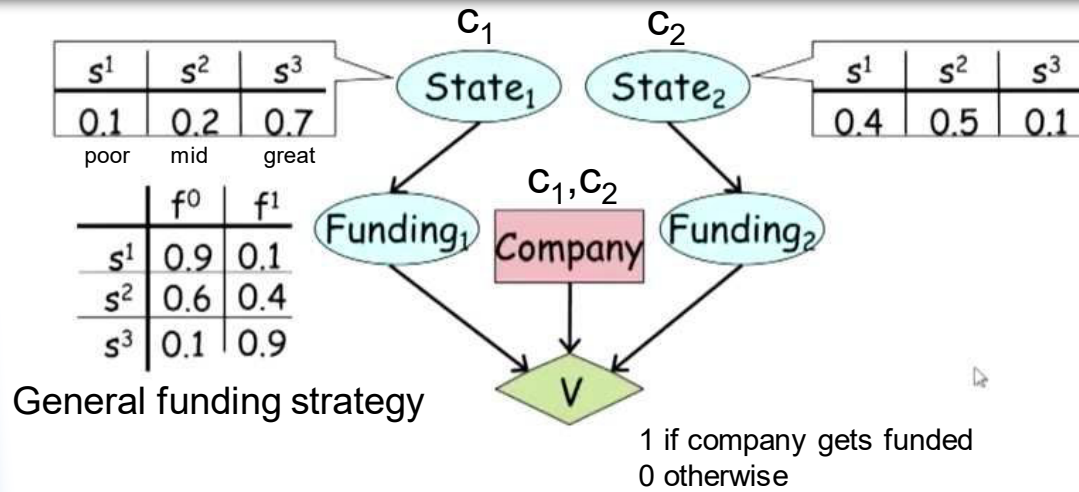 C₁ C₂
s¹ s² s³
0.1 0.2 0.7
poor mid great
State₁ State₂
s¹ s² s³
0.4 0.5 0.1
f⁰ f¹
s¹ 0.9 0.1
s² 0.6 0.4
s³ 0.1 0.9
General funding strategy
Funding₁
C₁,C₂
Company
Funding₂
V
1 if company gets funded
0 otherwise